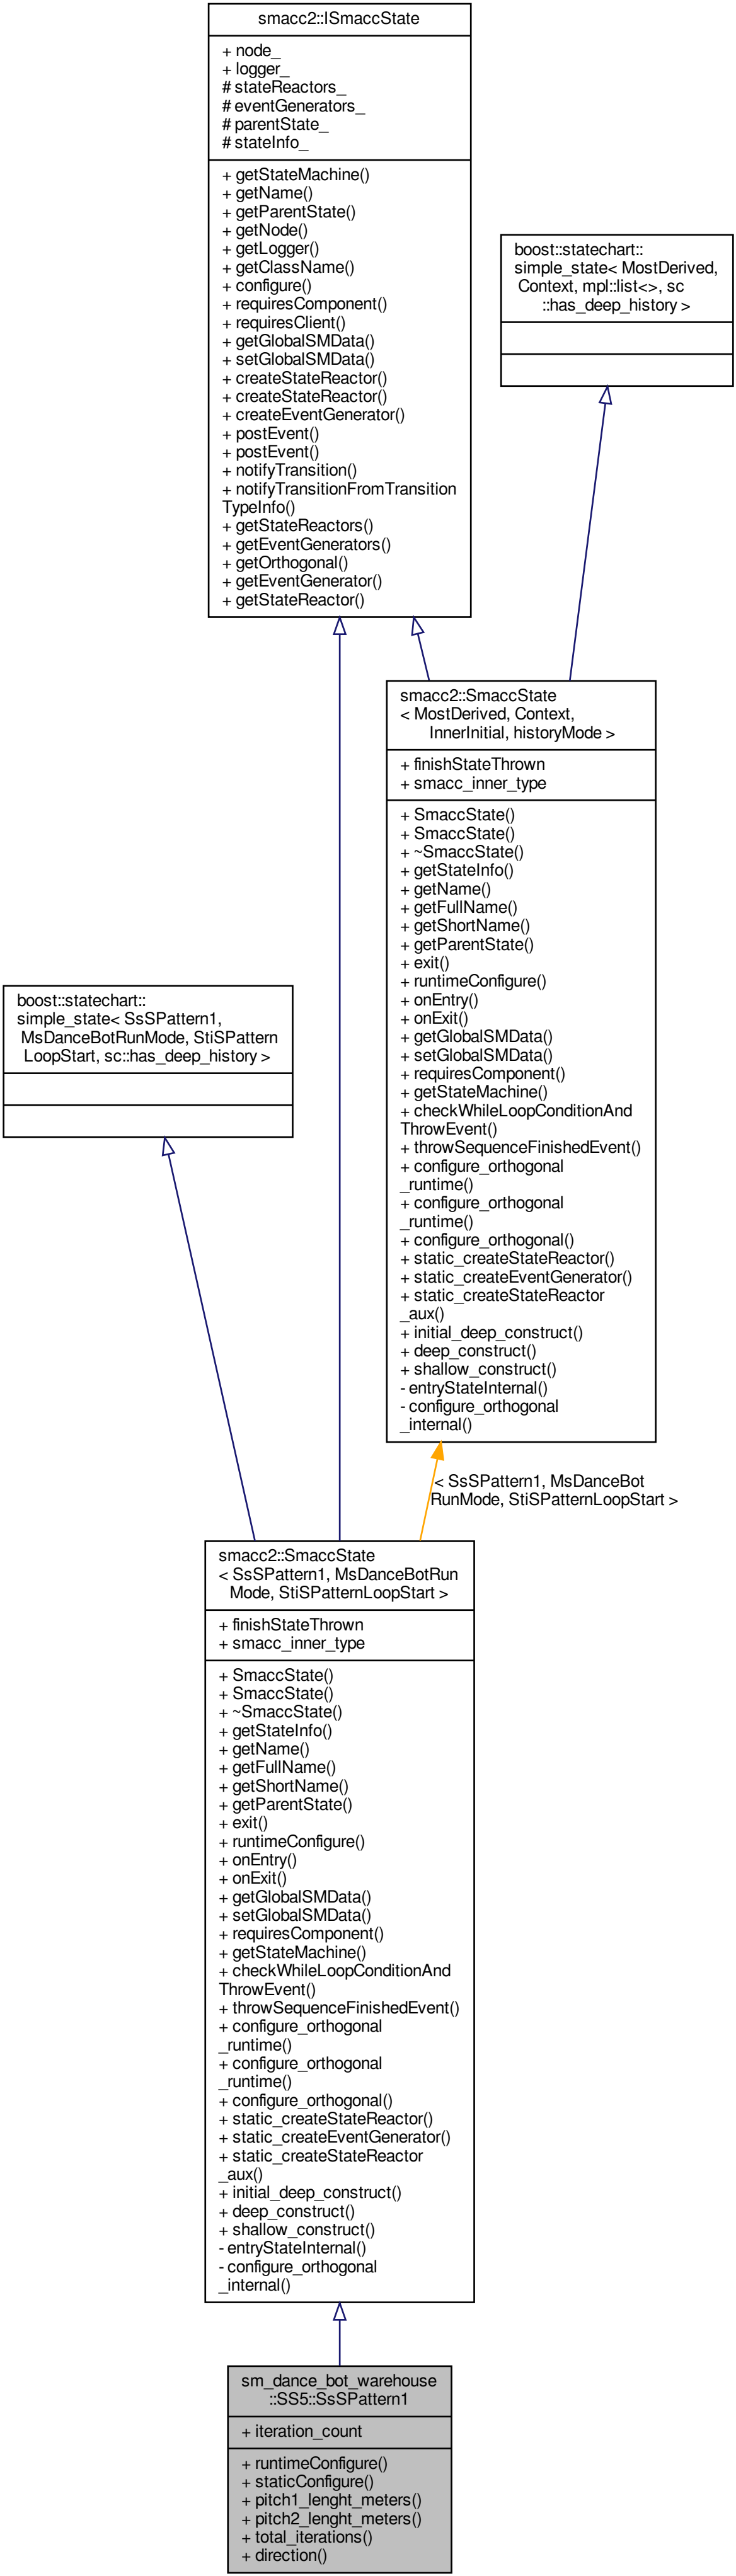 smacc2::ISmaccState
+ node_
+ logger_
# stateReactors_
# eventGenerators_
# parentState_
# stateInfo_
+ getStateMachine()
+ getName()
+ getParentState()
+ getNode()
+ getLogger()
+ getClassName()
+ configure()
+ requiresComponent()
+ requiresClient()
+ getGlobalSMData()
+ setGlobalSMData()
+ createStateReactor()
+ createStateReactor()
+ createEventGenerator()
+ postEvent()
+ postEvent()
+ notifyTransition()
+ notifyTransitionFromTransition
TypeInfo()
+ getStateReactors()
+ getEventGenerators()
+ getOrthogonal()
+ getEventGenerator()
+ getStateReactor()
boost::statechart::
simple_state< MostDerived,
Context, mpl::list<>, sc
::has_deep_history >
smacc2::SmaccState
< MostDerived, Context,
InnerInitial, historyMode >
+ finishStateThrown
+ smacc_inner_type
+ SmaccState()
+ SmaccState()
+ ~SmaccState()
+ getStateInfo()
+ getName()
+ getFullName()
+ getShortName()
+ getParentState()
+ exit()
+ runtimeConfigure()
+ onEntry()
+ onExit()
+ getGlobalSMData()
+ setGlobalSMData()
+ requiresComponent()
+ getStateMachine()
+ checkWhileLoopConditionAnd
ThrowEvent()
+ throwSequenceFinishedEvent()
+ configure_orthogonal
_runtime()
+ configure_orthogonal
_runtime()
+ configure_orthogonal()
+ static_createStateReactor()
+ static_createEventGenerator()
+ static_createStateReactor
_aux()
+ initial_deep_construct()
+ deep_construct()
+ shallow_construct()
- entryStateInternal()
- configure_orthogonal
_internal()
boost::statechart::
simple_state< SsSPattern1,
MsDanceBotRunMode, StiSPattern
LoopStart, sc::has_deep_history >
< SsSPattern1, MsDanceBot
RunMode, StiSPatternLoopStart >
smacc2::SmaccState
< SsSPattern1, MsDanceBotRun
Mode, StiSPatternLoopStart >
+ finishStateThrown
+ smacc_inner_type
+ SmaccState()
+ SmaccState()
+ ~SmaccState()
+ getStateInfo()
+ getName()
+ getFullName()
+ getShortName()
+ getParentState()
+ exit()
+ runtimeConfigure()
+ onEntry()
+ onExit()
+ getGlobalSMData()
+ setGlobalSMData()
+ requiresComponent()
+ getStateMachine()
+ checkWhileLoopConditionAnd
ThrowEvent()
+ throwSequenceFinishedEvent()
+ configure_orthogonal
_runtime()
+ configure_orthogonal
_runtime()
+ configure_orthogonal()
+ static_createStateReactor()
+ static_createEventGenerator()
+ static_createStateReactor
_aux()
+ initial_deep_construct()
+ deep_construct()
+ shallow_construct()
- entryStateInternal()
- configure_orthogonal
_internal()
sm_dance_bot_warehouse
::SS5::SsSPattern1
+ iteration_count
+ runtimeConfigure()
+ staticConfigure()
+ pitch1_lenght_meters()
+ pitch2_lenght_meters()
+ total_iterations()
+ direction()